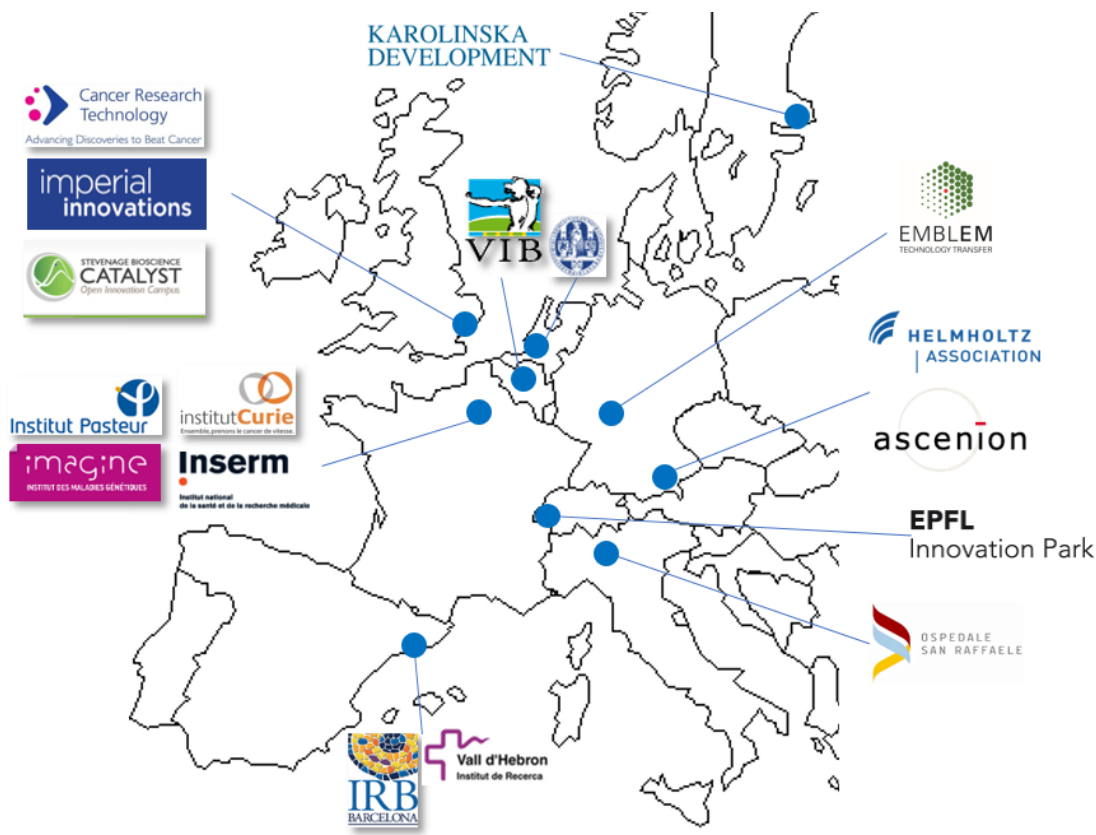 KAROLINSKA
DEVELOPMENT
Cancer Research
Technology
Advancing Discoveries to Beat Cancer
imperial
innovations
STEVENAGE BIOSCIENCE
CATALYST
Open Innovation Campus
VIB
EMBLEM
TECHNOLOGY TRANSFER
HELMHOLTZ
ASSOCIATION
ascenion
EPFL
Innovation Park
OSPEDALE
SAN RAFFAELE
Institut Pasteur
institutCurie
Ensemble, prenons le cancer de vitesse.
imagine
INSTITUT DES MALADIES GÉNÉTIQUES
Inserm
Institut national
de la santé et de la recherche médicale
IRB
BARCELONA
Vall d'Hebron
Institut de Recerca